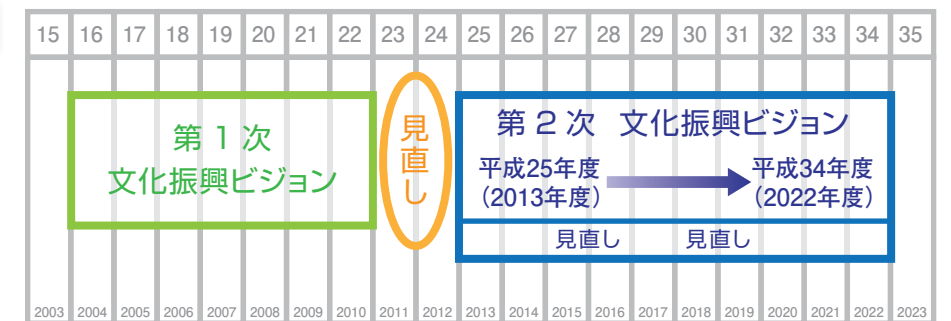 15 16 17 18 19 20 21 22 23 24 25 26 27 28 29 30 31 32 33 34 35
第1次
文化振興ビジョン
見直し
第2次 文化振興ビジョン
平成25年度
(2013年度)
平成34年度
(2022年度)
見直し 見直し
2003 2004 2005 2006 2007 2008 2009 2010 2011 2012 2013 2014 2015 2016 2017 2018 2019 2020 2021 2022 2023